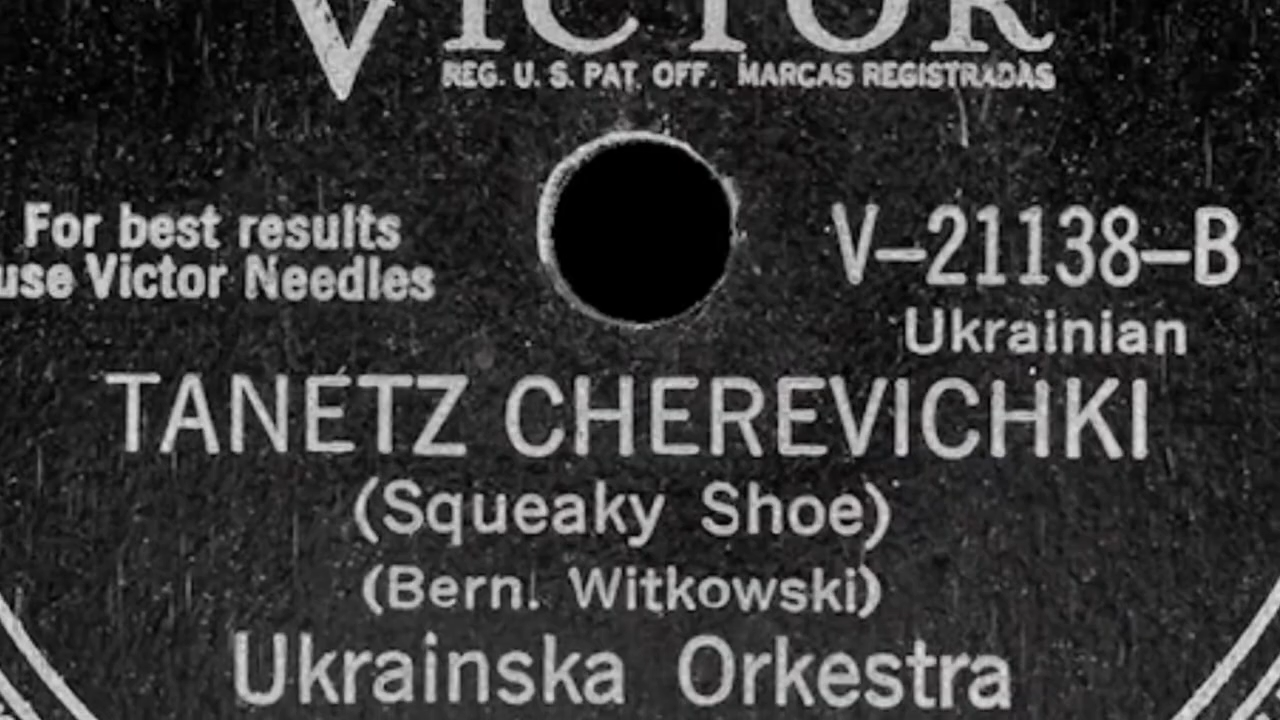 VICTOR
REG. U. S. PAT. OFF. MARCAS REGISTRADAS
For best results
use Victor Needles
V-21138-B
Ukrainian
TANETZ CHEREVICHKI
(Squeaky Shoe)
(Bern. Witkowski)
Ukrainska Orkestra